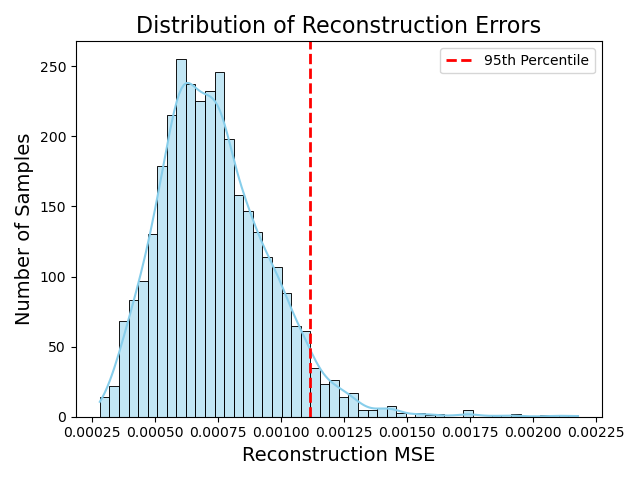 Distribution of Reconstruction Errors
95th Percentile
Number of Samples
250
200
150
100
50
0
0.00025 0.00050 0.00075 0.00100 0.00125 0.00150 0.00175 0.00200 0.00225
Reconstruction MSE